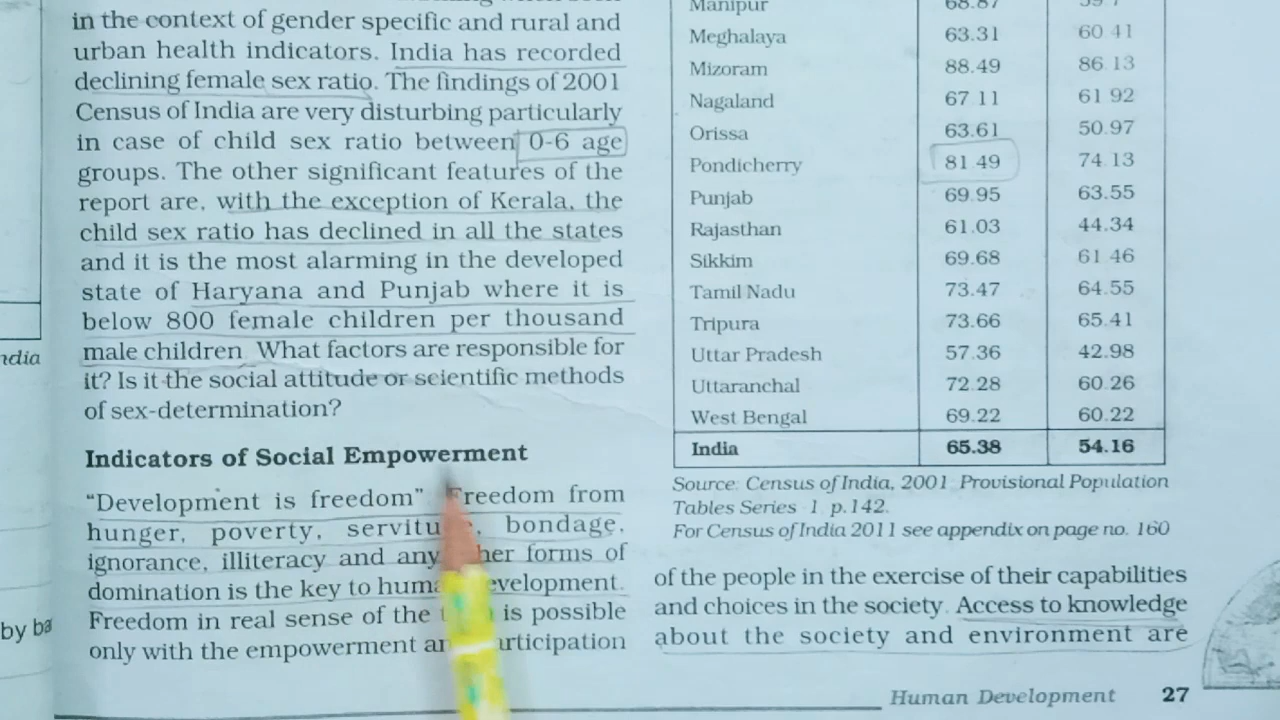 in the context of gender specific and rural and
urban health indicators. India has recorded
declining female sex ratio. The findings of 2001
Census of India are very disturbing particularly
in case of child sex ratio between 0-6 age
groups. The other significant features of the
report are, with the exception of Kerala, the
child sex ratio has declined in all the states
and it is the most alarming in the developed
state of Haryana and Punjab where it is
below 800 female children per thousand
male children. What factors are responsible for
it? Is it the social attitude or scientific methods
of sex-determination?
Indicators of Social Empowerment
“Development is freedom”. Freedom from
hunger, poverty, bondage,
ignorance, illiteracy and any forms of
domination is the key to
Freedom in real sense of the is possible
only with the empowerment
Manipur 68.87
Meghalaya 63.31 60.41
Mizoram 88.49 86.13
Nagaland 67.11 61.92
Orissa 63.61 50.97
Pondicherry 81.49 74.13
Punjab 69.95 63.55
Rajasthan 61.03 44.34
Sikkim 69.68 61.46
Tamil Nadu 73.47 64.55
Tripura 73.66 65.41
Uttar Pradesh 57.36 42.98
Uttaranchal 72.28 60.26
West Bengal 69.22 60.22
India 65.38 54.16
Source: Census of India, 2001. Provisional Population
Tables Series 1 p.142.
For Census of India 2011 see appendix on page no. 160
of the people in the exercise of their capabilities
and choices in the society. Access to knowledge
about the society and environment are
Human Development 27
by